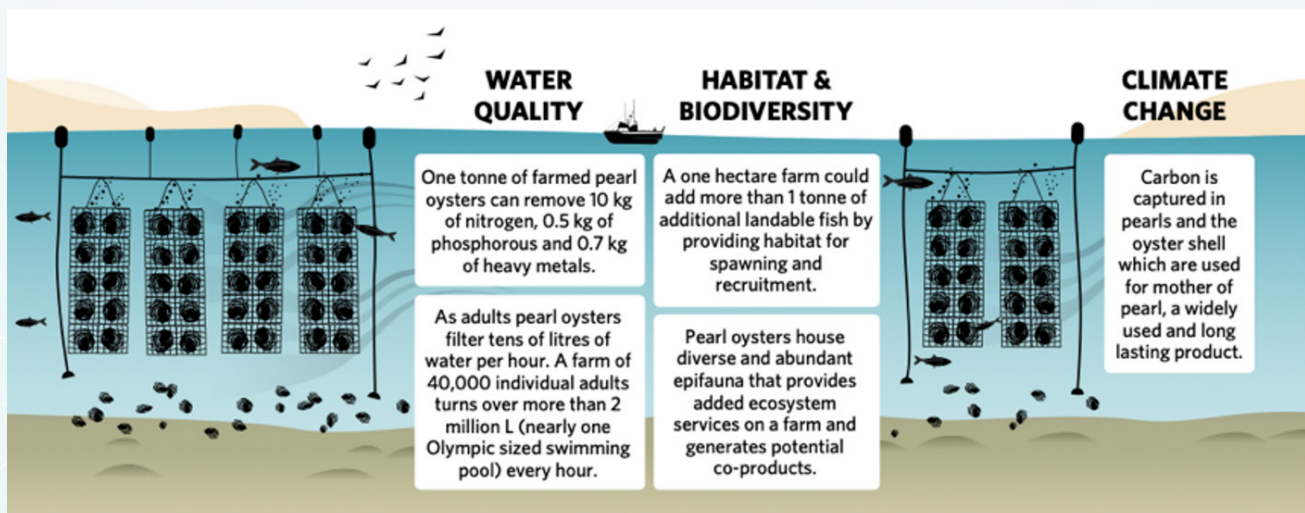 WATER
QUALITY
One tonne of farmed pearl
oysters can remove 10 kg
of nitrogen, 0.5 kg of
phosphorous and 0.7 kg
of heavy metals.
As adults pearl oysters
filter tens of litres of
water per hour. A farm of
40,000 individual adults
turns over more than 2
million L (nearly one
Olympic sized swimming
pool) every hour.
HABITAT &
BIODIVERSITY
A one hectare farm could
add more than 1 tonne of
additional landable fish by
providing habitat for
spawning and
recruitment.
Pearl oysters house
diverse and abundant
epifauna that provides
added ecosystem
services on a farm and
generates potential
co-products.
CLIMATE
CHANGE
Carbon is
captured in
pearls and the
oyster shell
which are used
for mother of
pearl, a widely
used and long
lasting product.